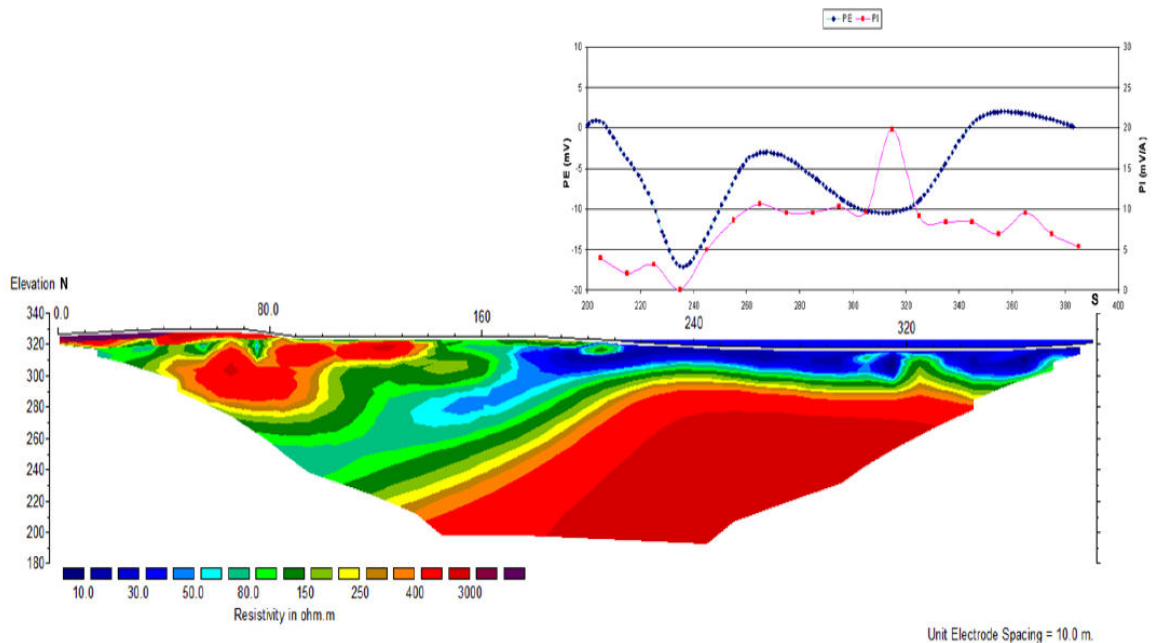 PE PI
10 30
5 25
0 20
-5 15
-10 10
-15 5
-20 0
PE (mV)
PI (mV/A)
200 220 240 260 280 300 320 340 360 380 400
Elevation N
S
0.0 80.0 160 240 320
340
320
300
280
260
240
220
200
180
10.0 30.0 50.0 80.0 150 250 400 3000
Resistivity in ohm.m
Unit Electrode Spacing = 10.0 m.